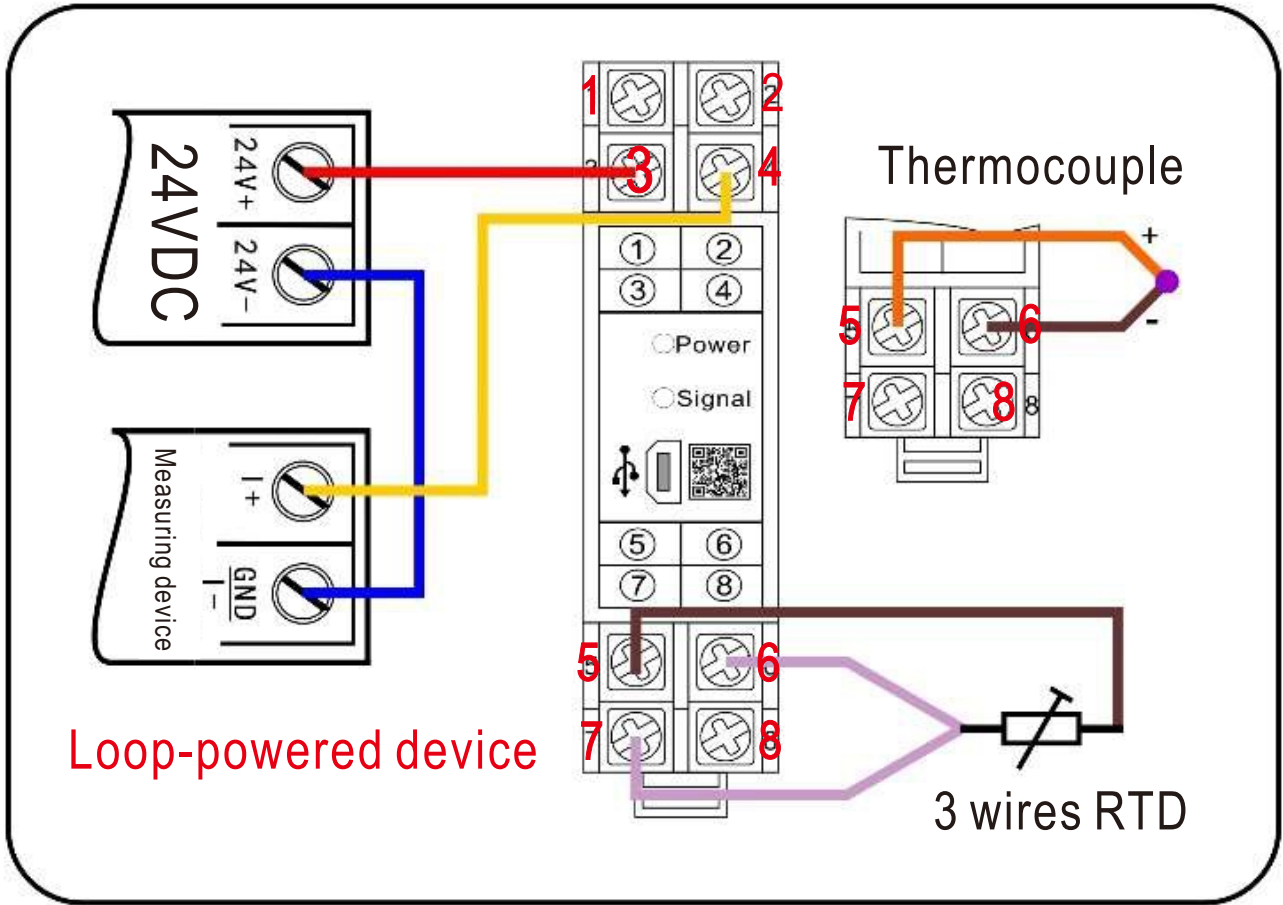 24VDC
24V+
24V-
Measuring device
I+
GND
I-
Loop-powered device
1
2
3
4
①
②
③
④
Power
Signal
⑤
⑥
⑦
⑧
5
6
7
8
Thermocouple
+
-
5
6
7
8
8
3 wires RTD